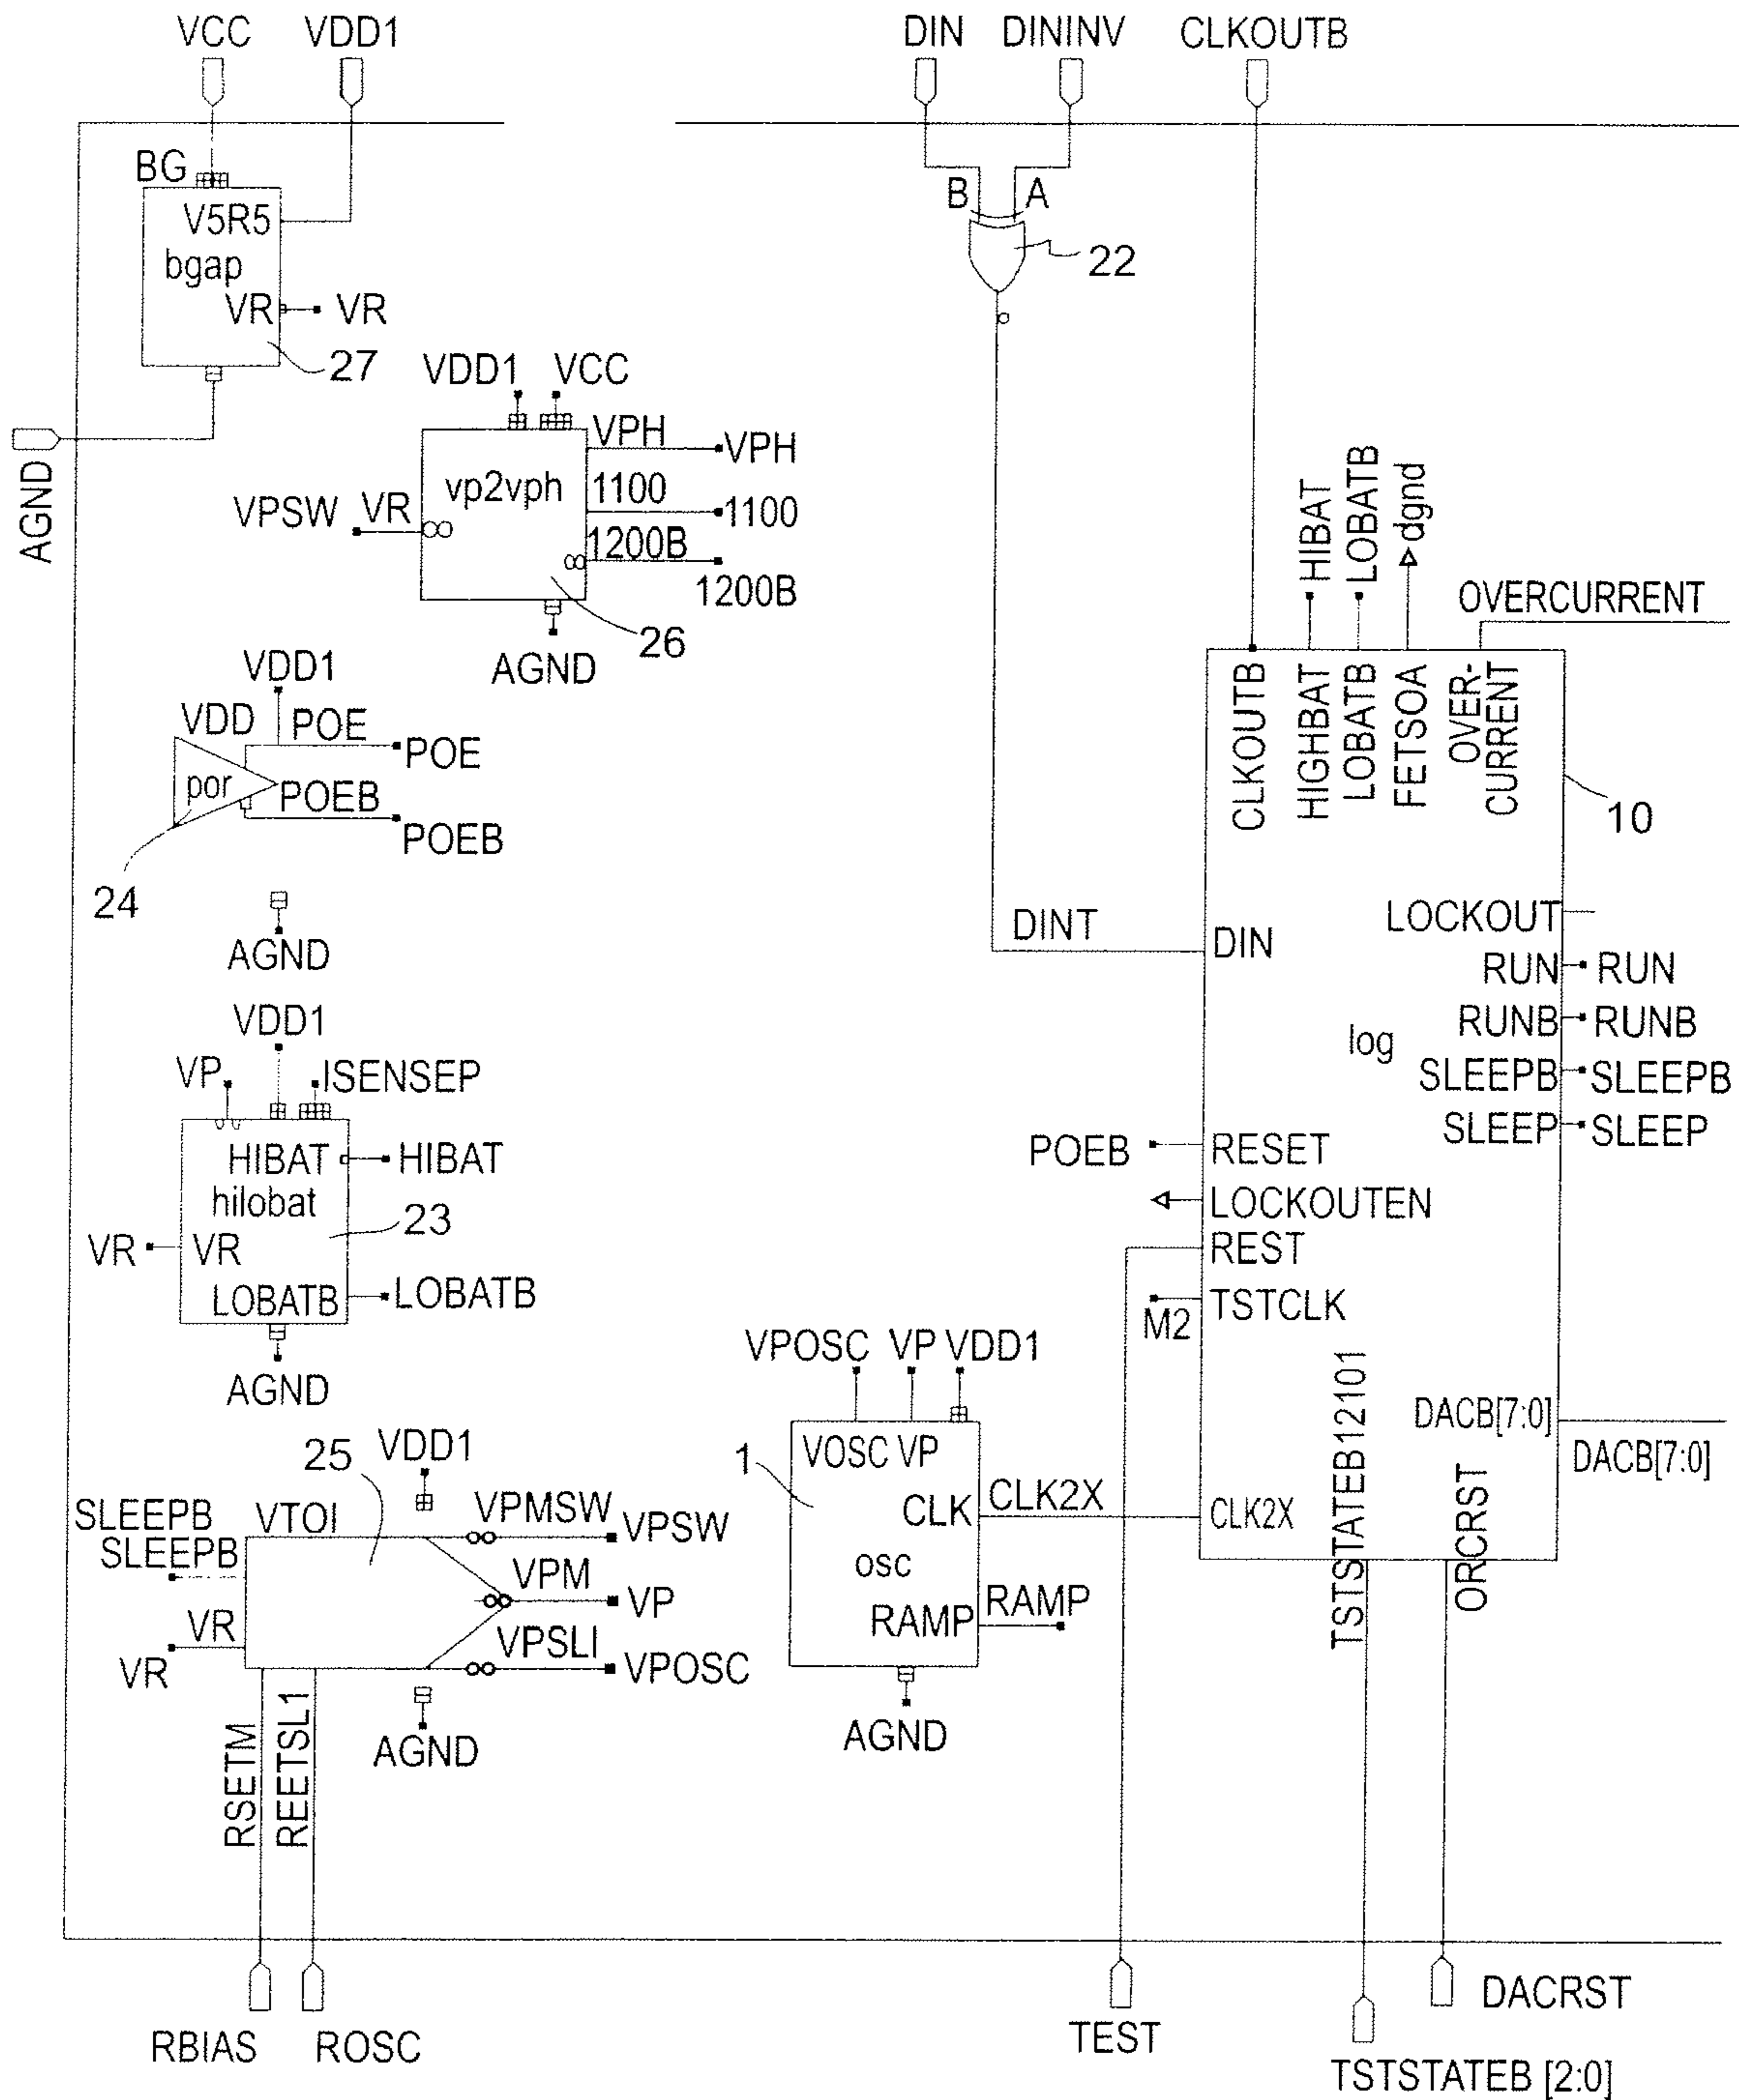 VCC VDD1 DIN DININV CLKOUTB
BG
V5R5
bgap
VR VR
27
AGND
B A
22
VDD1 VCC
VPH VPH
vp2vph
1100 1100
VPSW VR
1200B
1200B
26
AGND
VDD1
VDD POE POE
por
POEB
POEB
24
AGND
HIBAT LOBATB dgnd
OVERCURRENT
CLKOUTB HIGHBAT LOBATB FETSOA OVER-
CURRENT
10
LOCKOUT
DINT DIN
RUN RUN
RUNB RUNB
log
SLEEPB SLEEPB
SLEEP SLEEP
POEB RESET
LOCKOUTEN
REST
M2 TSTCLK
TSTSTATEB12101
DACB[7:0]
DACB[7:0]
CLK2X
ORCRST
VDD1
VP ISENSEP
HIBAT HIBAT
hilobat
23
VR VR
LOBATB LOBATB
AGND
VPOSC VP VDD1
VOSC VP
1
CLK CLK2X
osc
RAMP RAMP
AGND
25
VDD1
SLEEPB
SLEEPB
VTOI
VPMSW VPSW
VPM VP
VR
VR
VPSLI VPOSC
AGND
RSETM REETSL1
RBIAS ROSC
TEST
DACRST
TSTSTATEB [2:0]